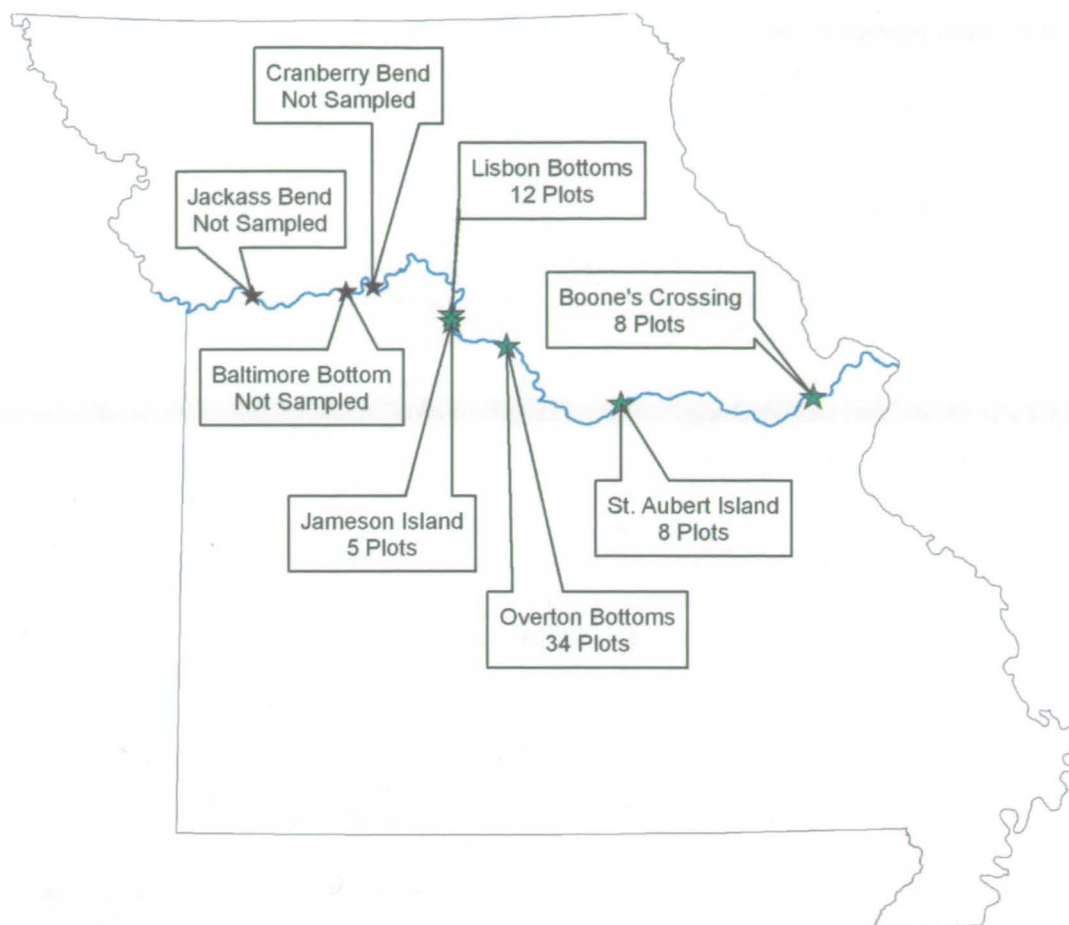 Cranberry Bend
Not Sampled
Lisbon Bottoms
12 Plots
Jackass Bend
Not Sampled
Boone's Crossing
8 Plots
Baltimore Bottom
Not Sampled
Jameson Island
5 Plots
St. Aubert Island
8 Plots
Overton Bottoms
34 Plots